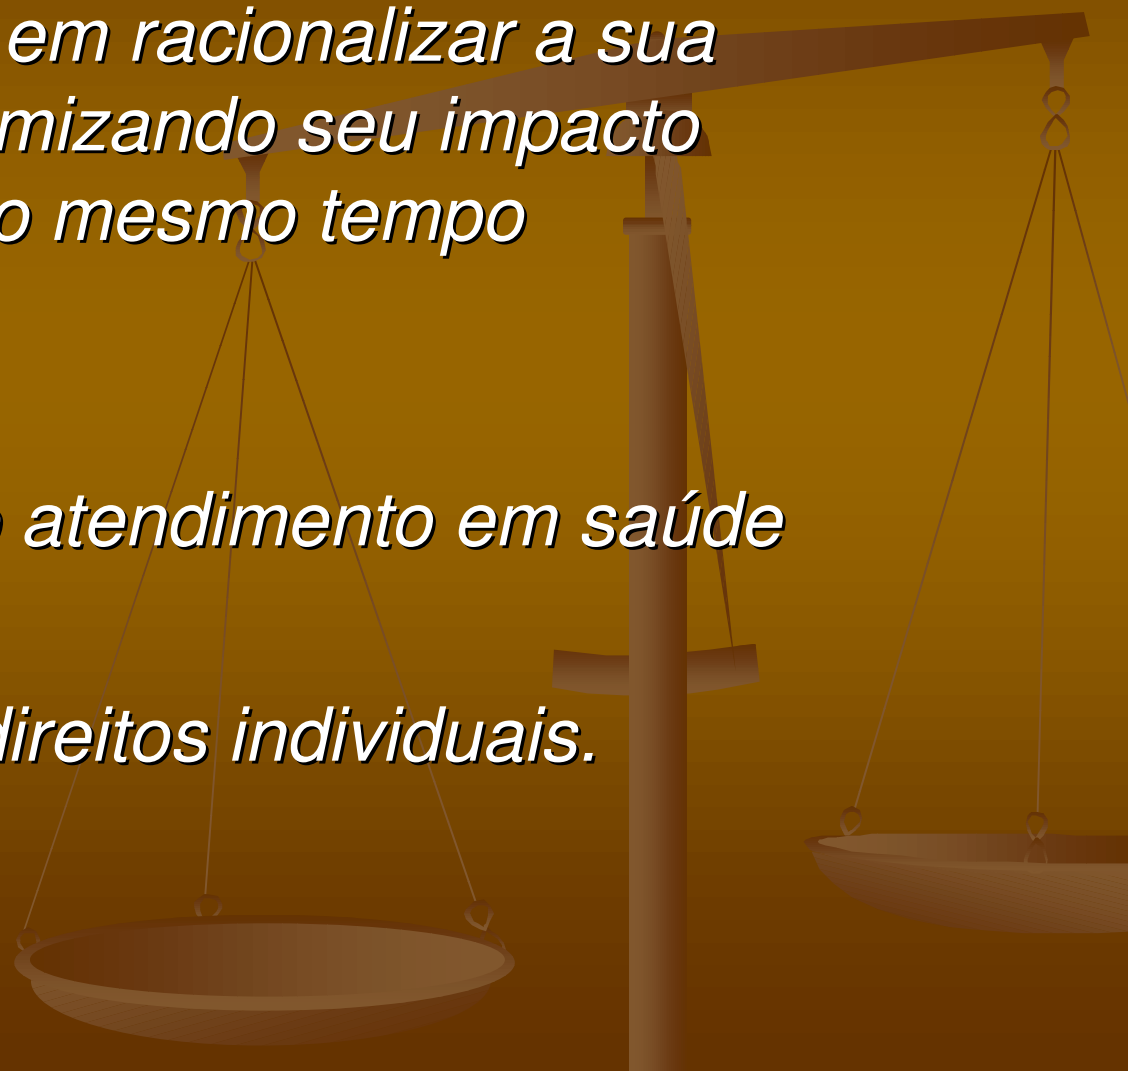 em racionalizar a sua
mizando seu impacto
o mesmo tempo
atendimento em saúde
direitos individuais.